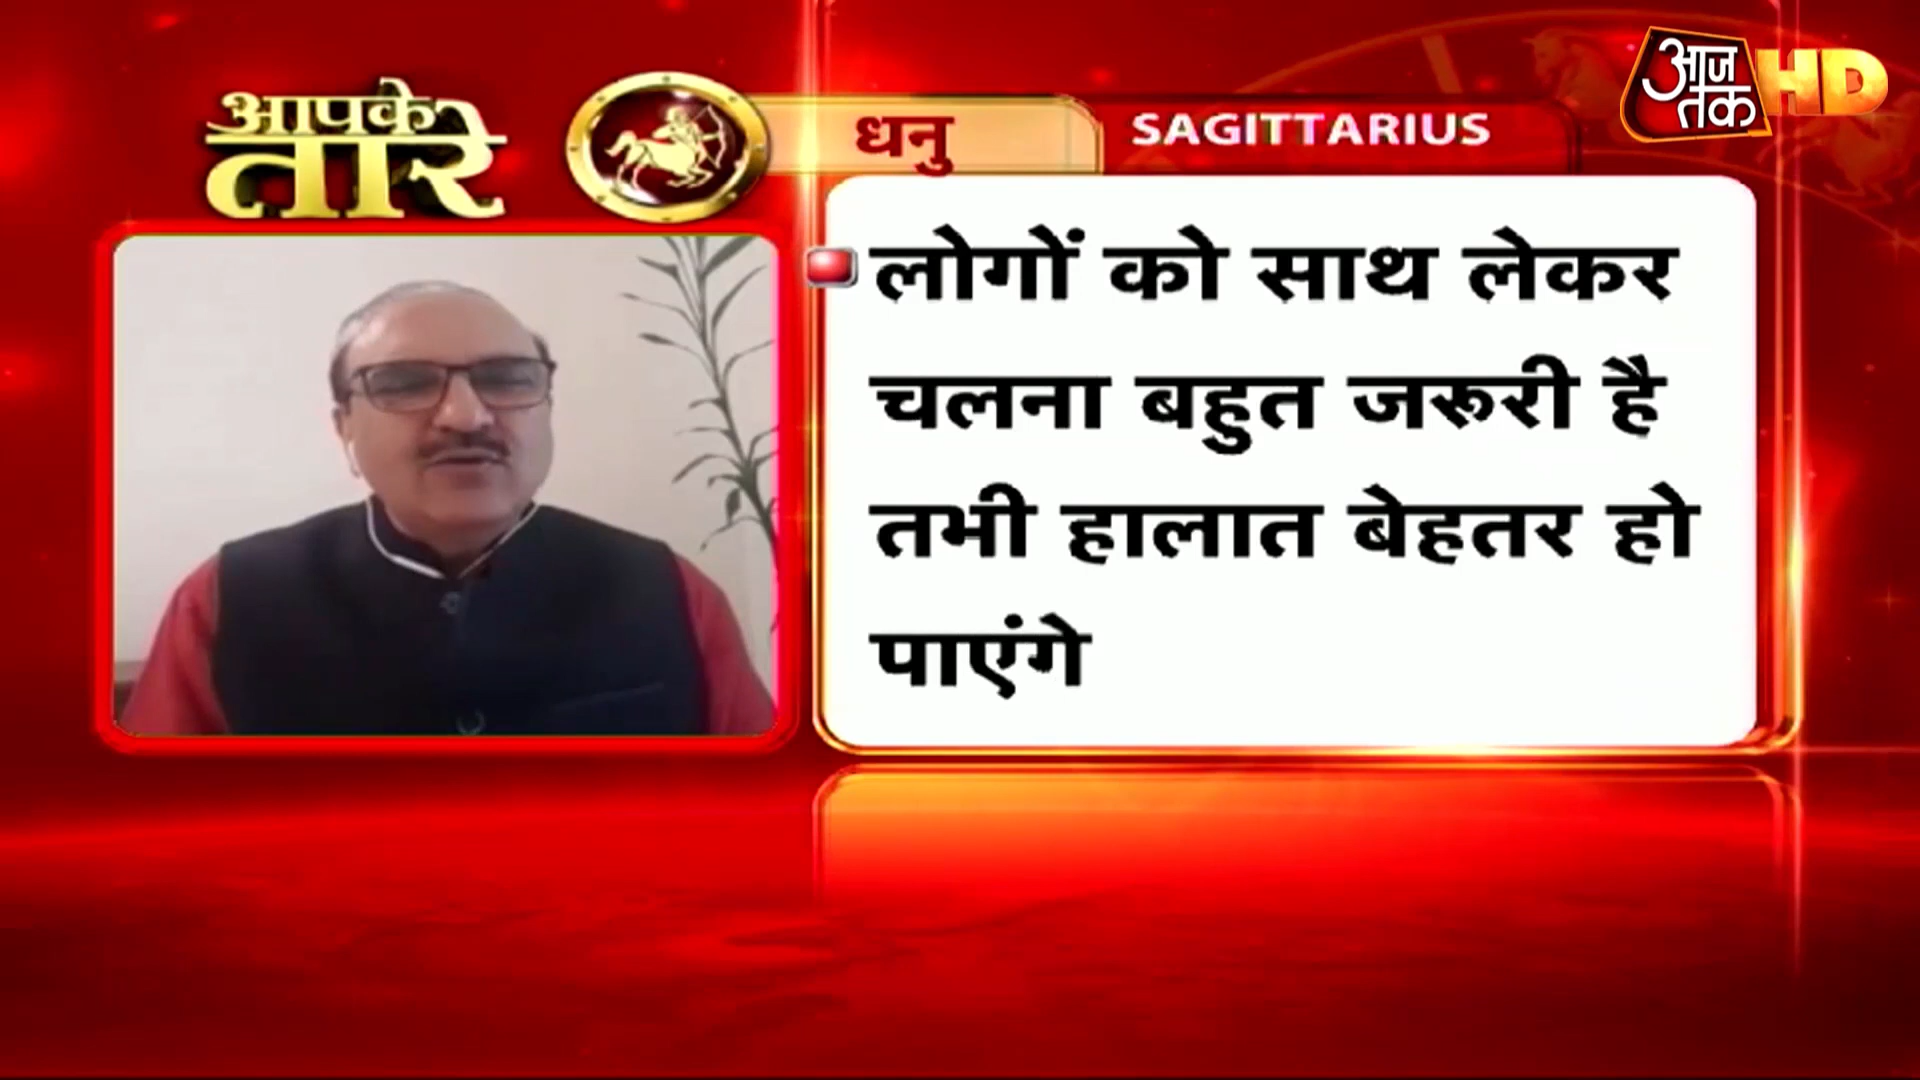 आपके
तारे
धनु
SAGITTARIUS
आज
तक
HD
लोगों को साथ लेकर
चलना बहुत जरूरी है
तभी हालात बेहतर हो
पाएंगे